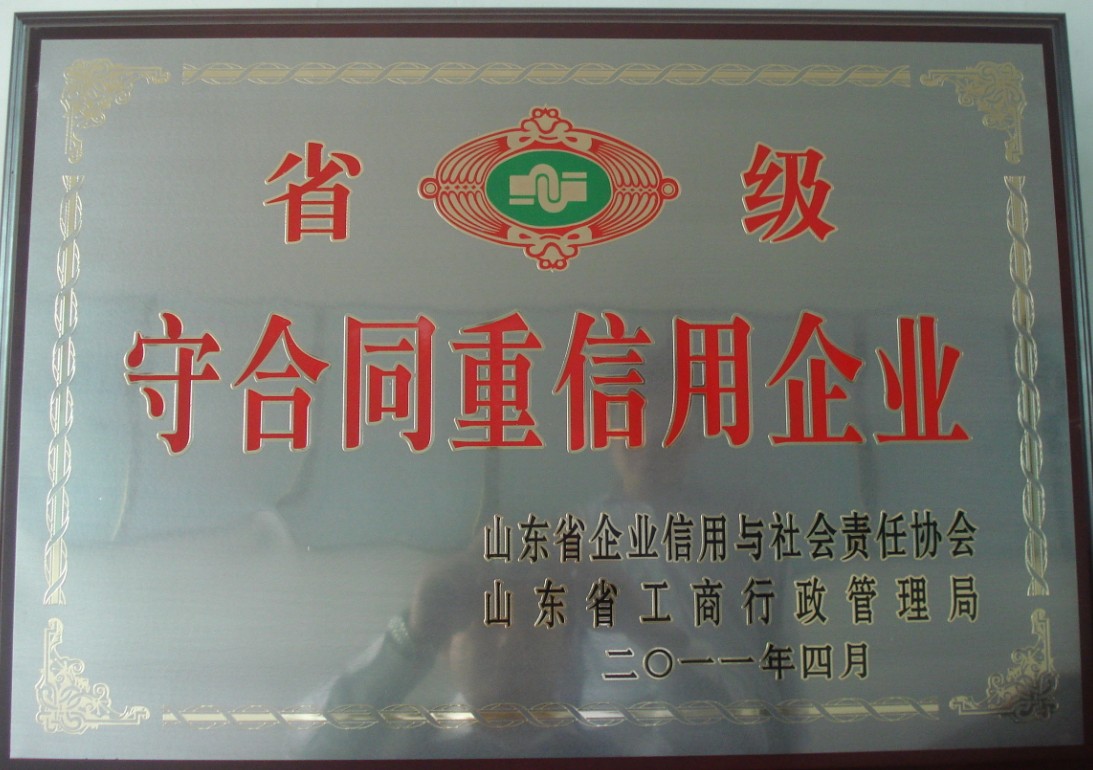 省 级
守合同重信用企业
山东省企业信用与社会责任协会
山东省工商行政管理局
二〇一一年四月